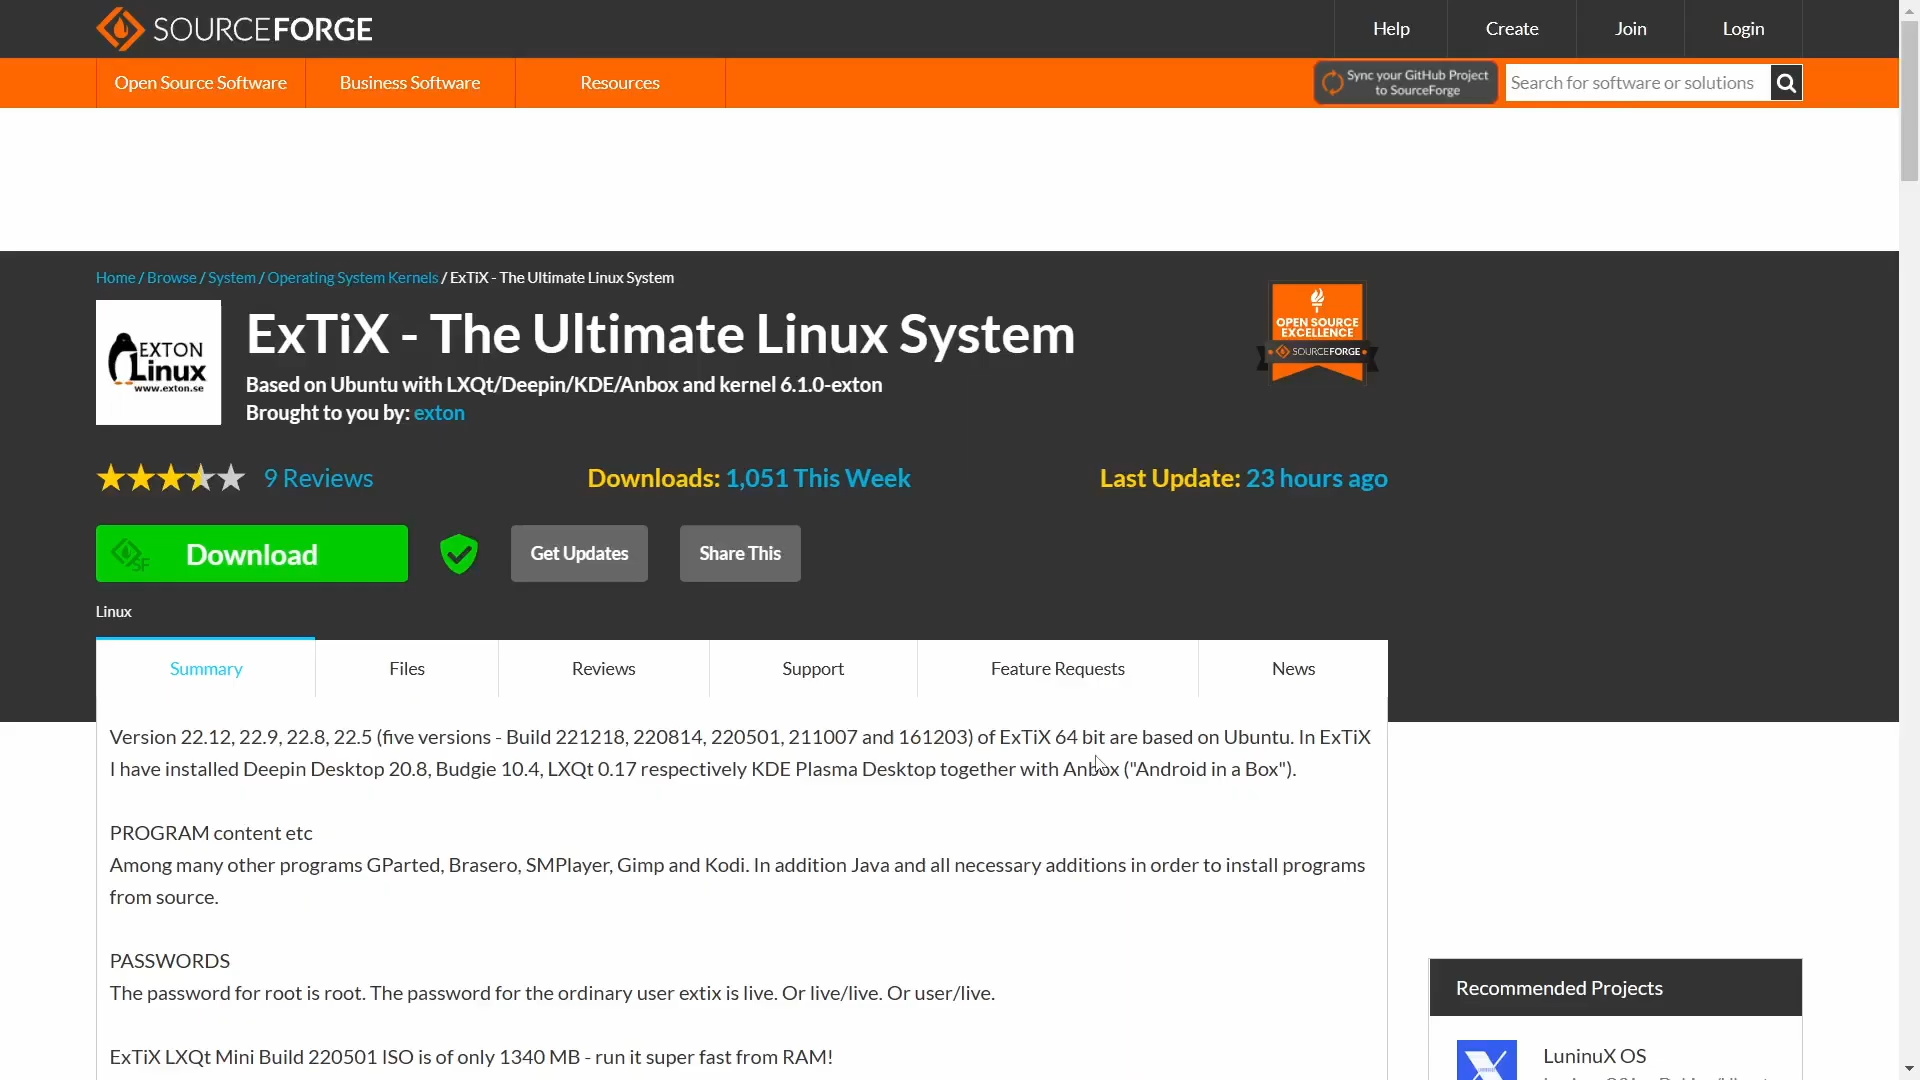 SOURCEFORGE
Help
Create
Join
Login
Open Source Software
Business Software
Resources
Sync your GitHub Project
to SourceForge
Search for software or solutions
Home / Browse / System / Operating System Kernels / ExTiX - The Ultimate Linux System
EXTON
Linux
www.exton.se
ExTiX - The Ultimate Linux System
Based on Ubuntu with LXQt/Deepin/KDE/Anbox and kernel 6.1.0-exton
Brought to you by: exton
OPEN SOURCE
EXCELLENCE
SOURCEFORGE
9 Reviews
Downloads: 1,051 This Week
Last Update: 23 hours ago
SF
Download
Get Updates
Share This
Linux
Summary
Files
Reviews
Support
Feature Requests
News
Version 22.12, 22.9, 22.8, 22.5 (five versions - Build 221218, 220814, 220501, 211007 and 161203) of ExTiX 64 bit are based on Ubuntu. In ExTiX
I have installed Deepin Desktop 20.8, Budgie 10.4, LXQt 0.17 respectively KDE Plasma Desktop together with Anbox ("Android in a Box").
PROGRAM content etc
Among many other programs GParted, Brasero, SMPlayer, Gimp and Kodi. In addition Java and all necessary additions in order to install programs
from source.
PASSWORDS
The password for root is root. The password for the ordinary user extix is live. Or live/live. Or user/live.
ExTiX LXQt Mini Build 220501 ISO is of only 1340 MB - run it super fast from RAM!
Recommended Projects
LuninuX OS